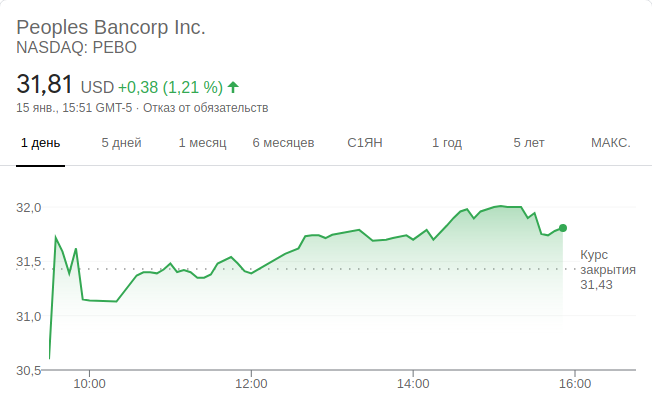 Peoples Bancorp Inc.
NASDAQ: PEBO
31,81 USD +0,38 (1,21 %)
15 янв., 15:51 GMT-5 · Отказ от обязательств
1 день 5 дней 1 месяц 6 месяцев С1ЯН 1 год 5 лет МАКС.
32,0
31,5
31,0
30,5
Курс
закрытия
31,43
10:00 12:00 14:00 16:00